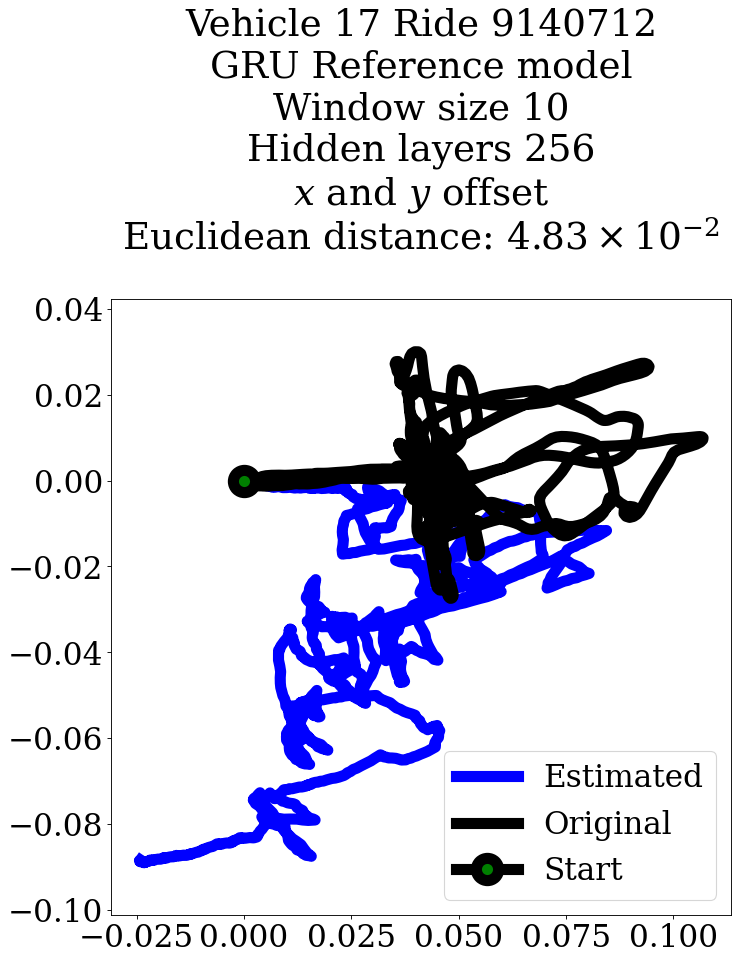 Vehicle 17 Ride 9140712
GRU Reference model
Window size 10
Hidden layers 256
x and y offset
Euclidean distance: 4.83 × 10⁻²
0.04
0.02
0.00
−0.02
−0.04
−0.06
−0.08
−0.10
Estimated
Original
Start
−0.025 0.000 0.025 0.050 0.075 0.100